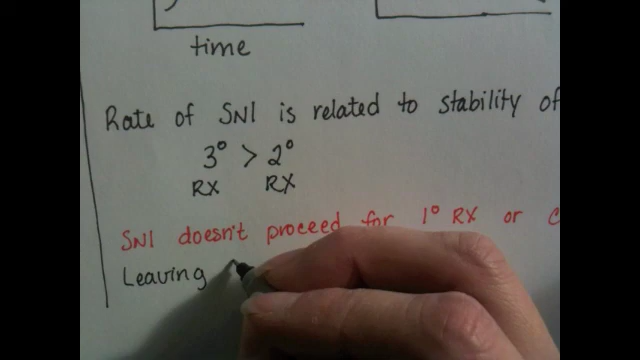 time
Rate of SN1 is related to stability of
3° > 2°
RX RX
SN1 doesn't proceed for 1° RX or C
Leaving